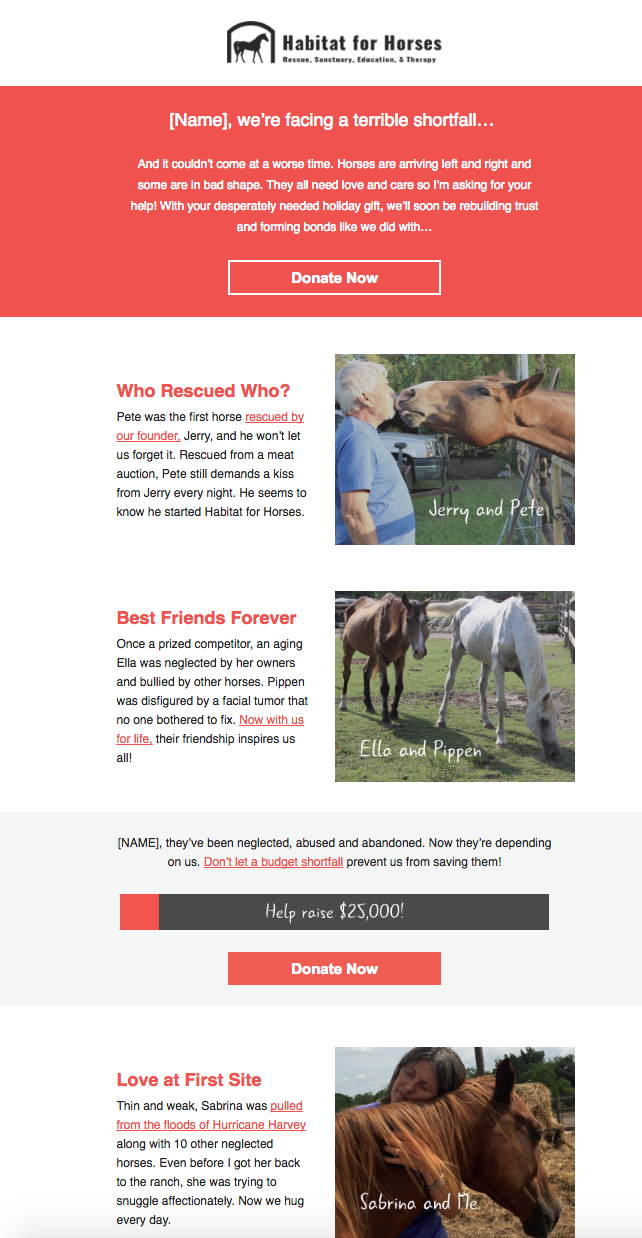 Habitat for Horses
Rescue, Sanctuary, Education, & Therapy
[Name], we’re facing a terrible shortfall…
And it couldn’t come at a worse time. Horses are arriving left and right and
some are in bad shape. They all need love and care so I’m asking for your
help! With your desperately needed holiday gift, we’ll soon be rebuilding trust
and forming bonds like we did with…
Donate Now
Who Rescued Who?
Pete was the first horse rescued by
our founder, Jerry, and he won’t let
us forget it. Rescued from a meat
auction, Pete still demands a kiss
from Jerry every night. He seems to
know he started Habitat for Horses.
Jerry and Pete
Best Friends Forever
Once a prized competitor, an aging
Ella was neglected by her owners
and bullied by other horses. Pippen
was disfigured by a facial tumor that
no one bothered to fix. Now with us
for life, their friendship inspires us
all!
Ella and Pippen
[NAME], they’ve been neglected, abused and abandoned. Now they’re depending
on us. Don’t let a budget shortfall prevent us from saving them!
Help raise $25,000!
Donate Now
Love at First Site
Thin and weak, Sabrina was pulled
from the floods of Hurricane Harvey
along with 10 other neglected
horses. Even before I got her back
to the ranch, she was trying to
snuggle affectionately. Now we hug
every day.
Sabrina and Me